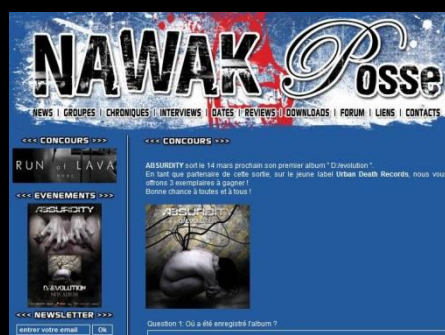 NAWAK Posse
NEWS | GROUPES | CHRONIQUES | INTERVIEWS | DATES | REVIEWS | DOWNLOADS | FORUM | LIENS | CONTACTS
<<< CONCOURS >>>
RUN of LAVA
<<< EVENEMENTS >>>
ABSURDITY
D/EVOLUTION
NEW ALBUM
<<< NEWSLETTER >>>
entrer votre email Ok
<<< CONCOURS >>>
ABSURDITY sort le 14 mars prochain son premier album " D/evolution ".
En tant que partenaire de cette sortie, sur le jeune label Urban Death Records, nous vous
offrons 3 exemplaires à gagner !
Bonne chance à toutes et à tous !
ABSURDITY
Question 1: Où a été enregistré l'album ?